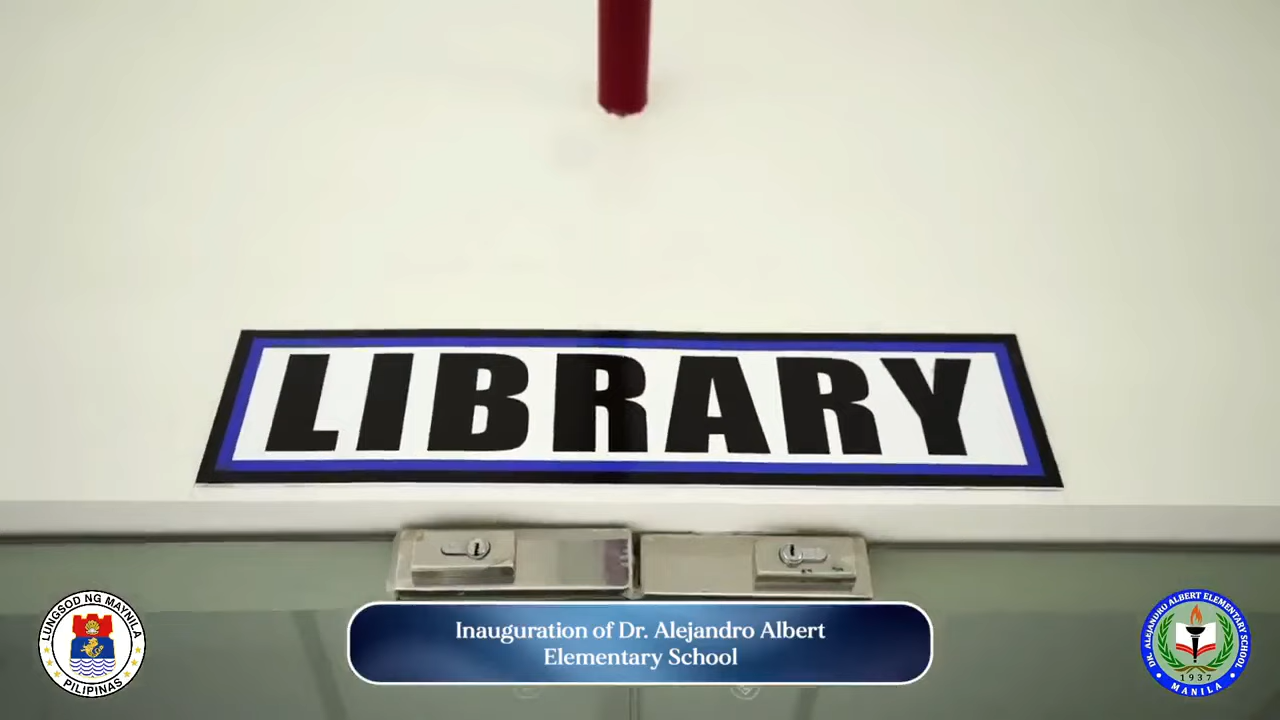 LIBRARY
Inauguration of Dr. Alejandro Albert
Elementary School
LUNGSOD NG MAYNILA
PILIPINAS
DR. ALEJANDRO ALBERT ELEMENTARY SCHOOL
1937
MANILA